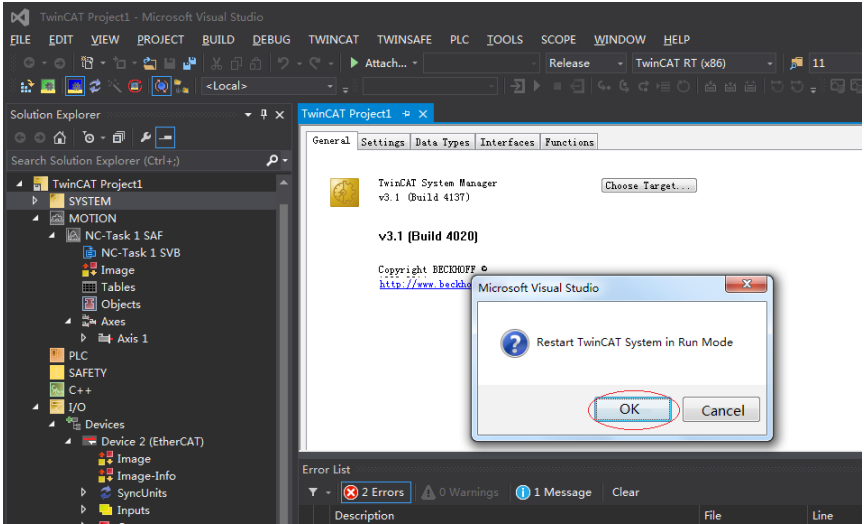 TwinCAT Project1 - Microsoft Visual Studio
FILE EDIT VIEW PROJECT BUILD DEBUG TWINCAT TWINSAFE PLC TOOLS SCOPE WINDOW HELP
Attach... Release TwinCAT RT (x86) 11
<Local>
Solution Explorer
Search Solution Explorer (Ctrl+;)
TwinCAT Project1
SYSTEM
MOTION
NC-Task 1 SAF
NC-Task 1 SVB
Image
Tables
Objects
Axes
Axis 1
PLC
SAFETY
C++
I/O
Devices
Device 2 (EtherCAT)
Image
Image-Info
SyncUnits
Inputs
TwinCAT Project1
General Settings Data Types Interfaces Functions
TwinCAT System Manager
v3.1 (Build 4137)
Choose Target...
v3.1 (Build 4020)
Copyright BECKHOFF ©
http://www.beckho
Microsoft Visual Studio
Restart TwinCAT System in Run Mode
OK Cancel
Error List
2 Errors 0 Warnings 1 Message Clear
Description File Line